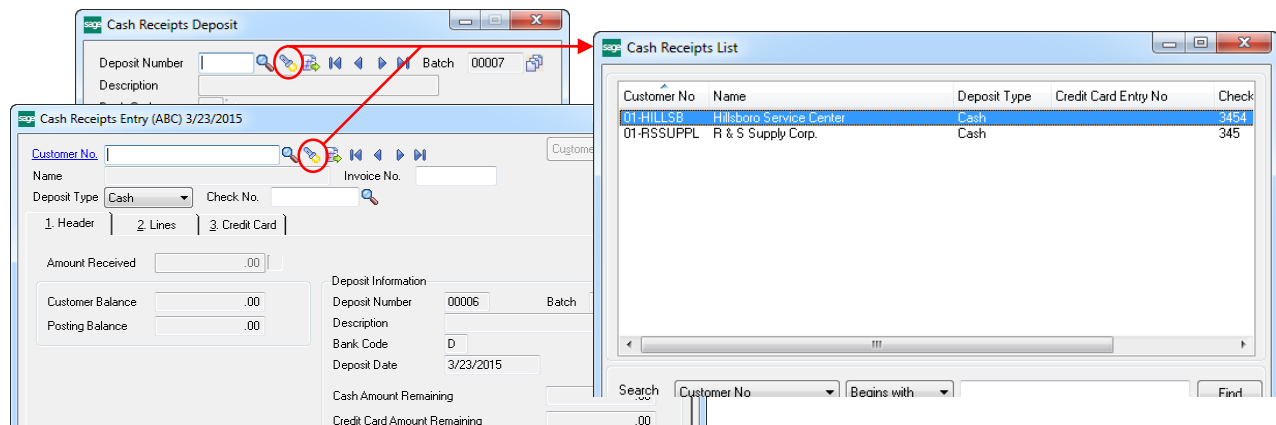 sage Cash Receipts Deposit
Deposit Number Batch 00007
Description
sage Cash Receipts Entry (ABC) 3/23/2015
Customer No.
Name Invoice No.
Deposit Type Cash Check No.
1. Header 2. Lines 3. Credit Card
Amount Received .00
Customer Balance .00
Posting Balance .00
Deposit Information
Deposit Number 00006 Batch
Description
Bank Code D
Deposit Date 3/23/2015
Cash Amount Remaining .00
Credit Card Amount Remaining .00
sage Cash Receipts List
Customer No Name Deposit Type Credit Card Entry No Check
01-HILLSB Hillsboro Service Center Cash 3454
01-RSSUPPL R & S Supply Corp. Cash 345
Search Customer No Begins with Find